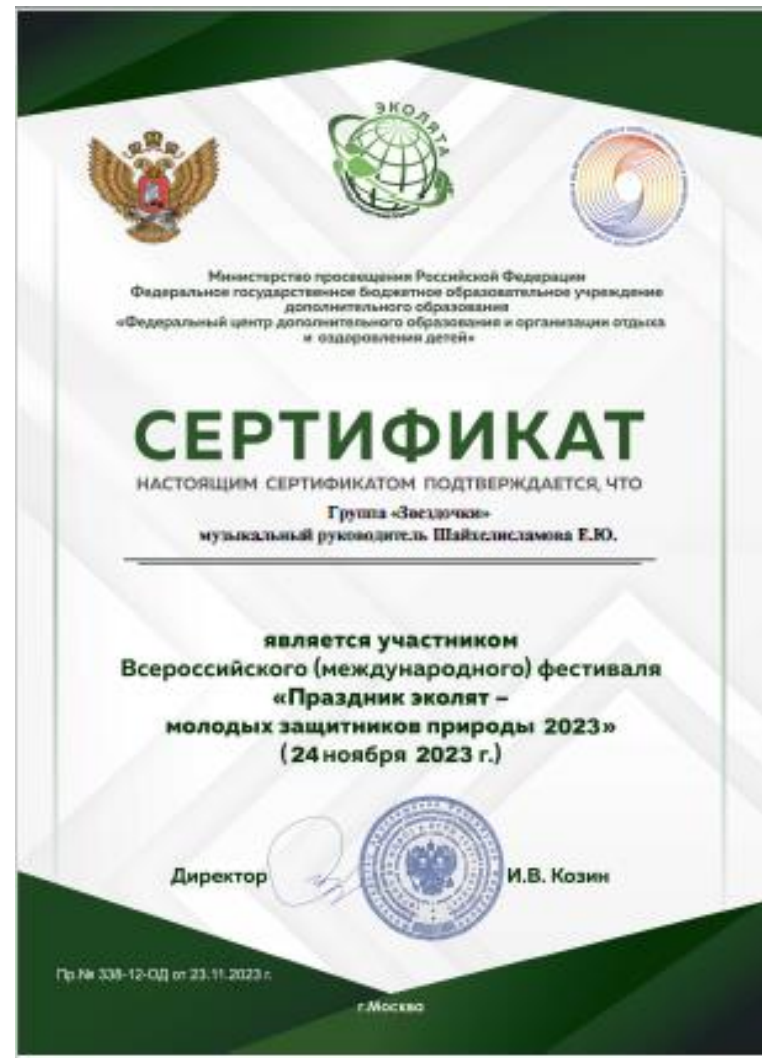 ЭКОЛЯТА
Министерство просвещения Российской Федерации
Федеральное государственное бюджетное образовательное учреждение
дополнительного образования
«Федеральный центр дополнительного образования и организации отдыха
и оздоровления детей»
СЕРТИФИКАТ
НАСТОЯЩИМ СЕРТИФИКАТОМ ПОДТВЕРЖДАЕТСЯ, ЧТО
Группа «Звездочки»
музыкальный руководитель Шайхелисламова Е.Ю.
является участником
Всероссийского (международного) фестиваля
«Праздник эколят –
молодых защитников природы 2023»
(24 ноября 2023 г.)
Директор И.В. Козин
Пр.№ 338-12-ОД от 23.11.2023 г.
г.Москва